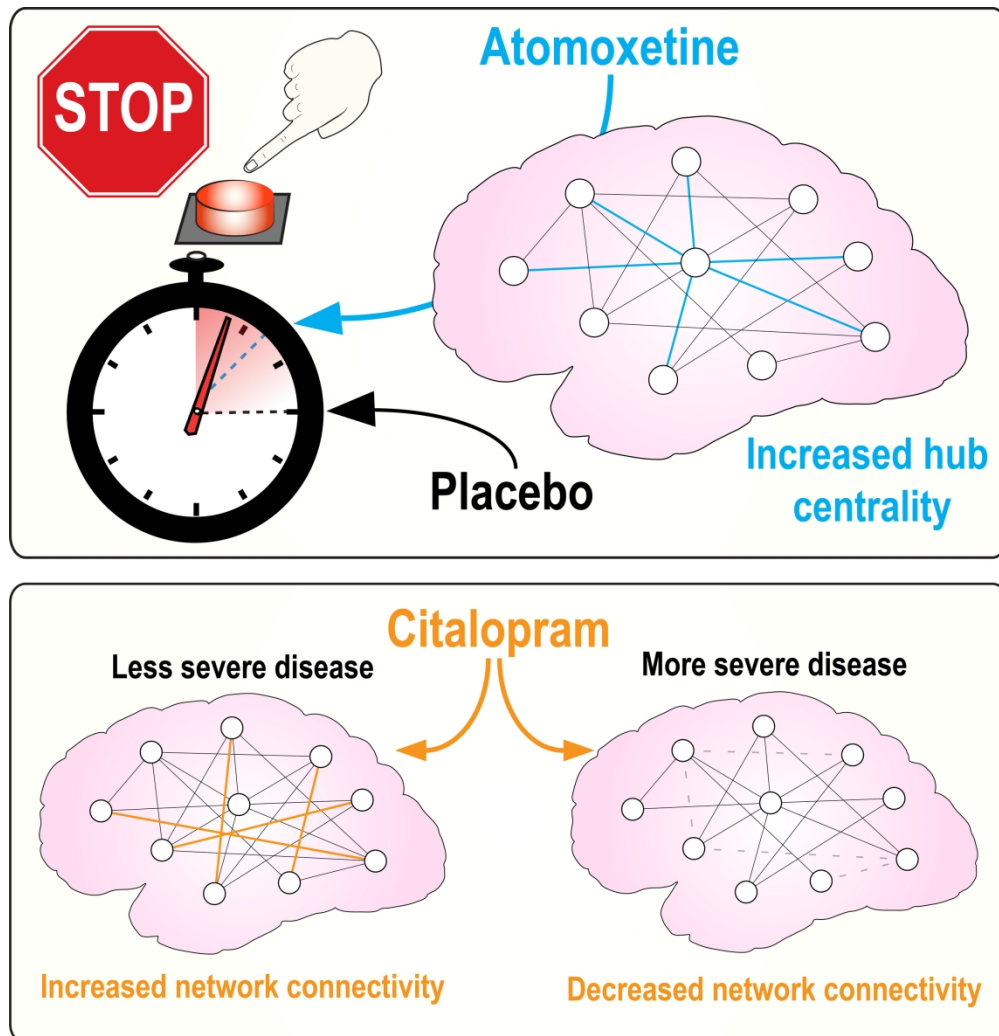 Atomoxetine
STOP
Increased hub
centrality
Placebo
Citalopram
Less severe disease
More severe disease
Increased network connectivity
Decreased network connectivity